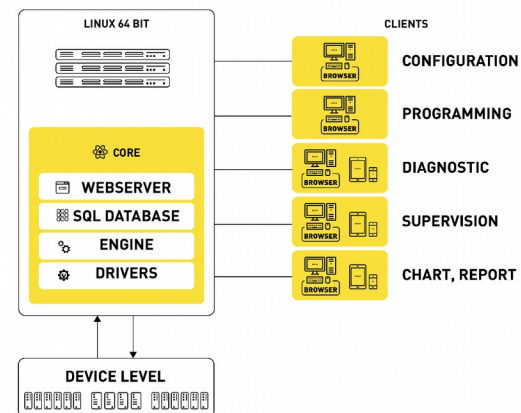 LINUX 64 BIT
CLIENTS
CORE
WEBSERVER
SQL DATABASE
ENGINE
DRIVERS
BROWSER
CONFIGURATION
BROWSER
PROGRAMMING
BROWSER
DIAGNOSTIC
BROWSER
SUPERVISION
BROWSER
CHART, REPORT
DEVICE LEVEL